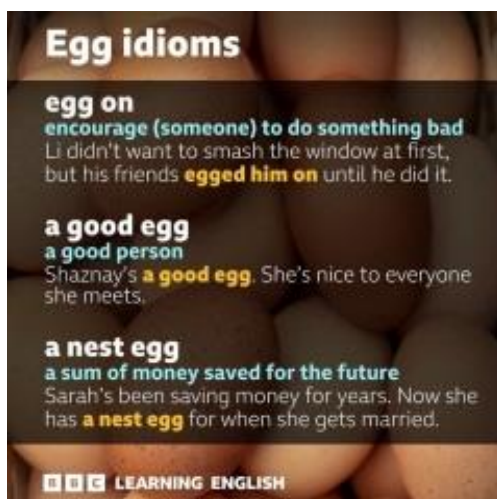 Egg idioms
egg on
encourage (someone) to do something bad
Li didn't want to smash the window at first,
but his friends egged him on until he did it.
a good egg
a good person
Shaznay's a good egg. She's nice to everyone
she meets.
a nest egg
a sum of money saved for the future
Sarah's been saving money for years. Now she
has a nest egg for when she gets married.
BBC LEARNING ENGLISH